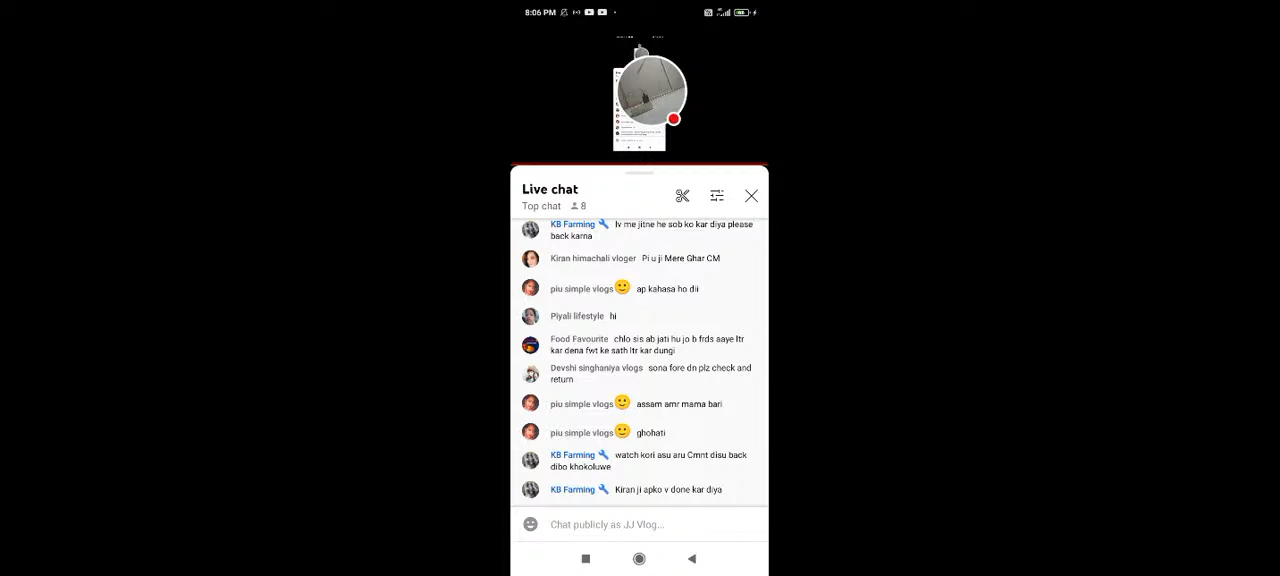 8:06 PM
Live chat
Top chat 8
KB Farming lv me jitne he sob ko kar diya please
back karna
Kiran himachali vloger Pi u ji Mere Ghar CM
piu simple vlogs🙂 ap kahasa ho dii
Piyali lifestyle hi
Food Favourite chlo sis ab jati hu jo b frds aaye ltr
kar dena fwt ke sath ltr kar dungi
Devshi singhaniya vlogs sona fore dn plz check and
return
piu simple vlogs🙂 assam amr mama bari
piu simple vlogs🙂 ghohati
KB Farming watch kori asu aru Cmnt disu back
dibo khokoluwe
KB Farming Kiran ji apko v done kar diya
Chat publicly as JJ Vlog...